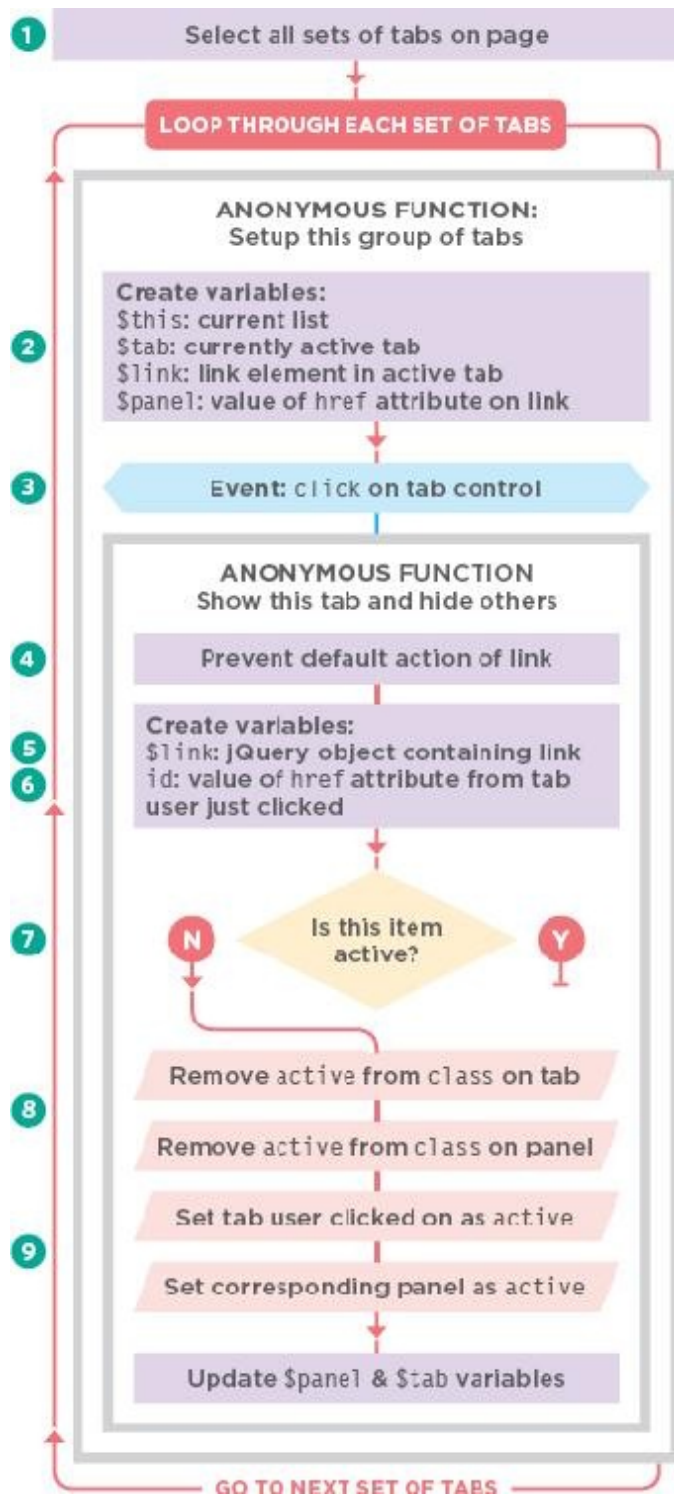 1 Select all sets of tabs on page
LOOP THROUGH EACH SET OF TABS
ANONYMOUS FUNCTION:
Setup this group of tabs
Create variables:
$this: current list
2 $tab: currently active tab
$link: link element in active tab
$panel: value of href attribute on link
3 Event: click on tab control
ANONYMOUS FUNCTION
Show this tab and hide others
4 Prevent default action of link
Create variables:
5 $link: jQuery object containing link
6 id: value of href attribute from tab
user just clicked
7 N Is this item Y
active?
Remove active from class on tab
8
Remove active from class on panel
Set tab user clicked on as active
9
Set corresponding panel as active
Update $panel & $tab variables
GO TO NEXT SET OF TABS